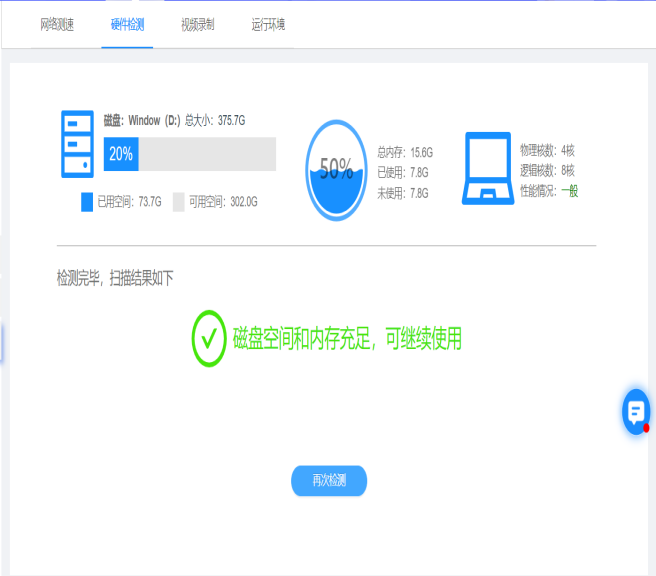 网络测速 硬件检测 视频录制 运行环境
磁盘：Window（D:）总大小：375.7G
20%
已用空间：73.7G 可用空间：302.0G
50%
总内存：15.6G
已使用：7.8G
未使用：7.8G
物理核数：4核
逻辑核数：8核
性能情况：一般
检测完毕，扫描结果如下
磁盘空间和内存充足，可继续使用
再次检测